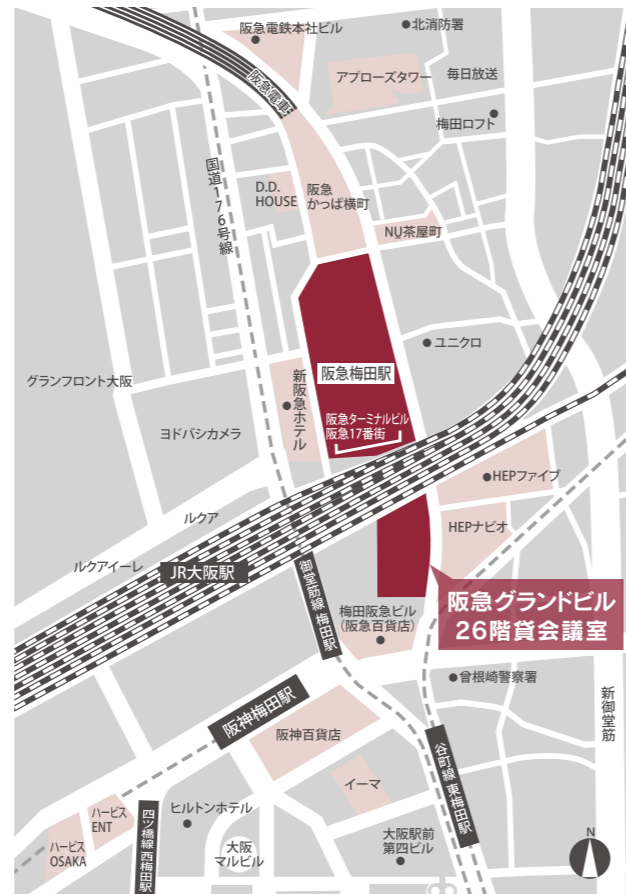 阪急電鉄本社ビル
北消防署
アプローズタワー
毎日放送
梅田ロフト
阪急電車
国道176号線
D.D.
HOUSE
阪急
かっぱ横町
NU茶屋町
ユニクロ
阪急梅田駅
グランフロント大阪
新阪急ホテル
阪急ターミナルビル
阪急17番街
ヨドバシカメラ
HEPファイブ
ルクア
HEPナビオ
ルクアイーレ
JR大阪駅
御堂筋線 梅田駅
阪急グランドビル
26階貸会議室
梅田阪急ビル
(阪急百貨店)
曾根崎警察署
新御堂筋
阪神梅田駅
阪神百貨店
谷町線 東梅田駅
イーマ
ハービス
ENT
四ツ橋線 西梅田駅
ヒルトンホテル
ハービス
OSAKA
大阪
マルビル
大阪駅前
第四ビル
N